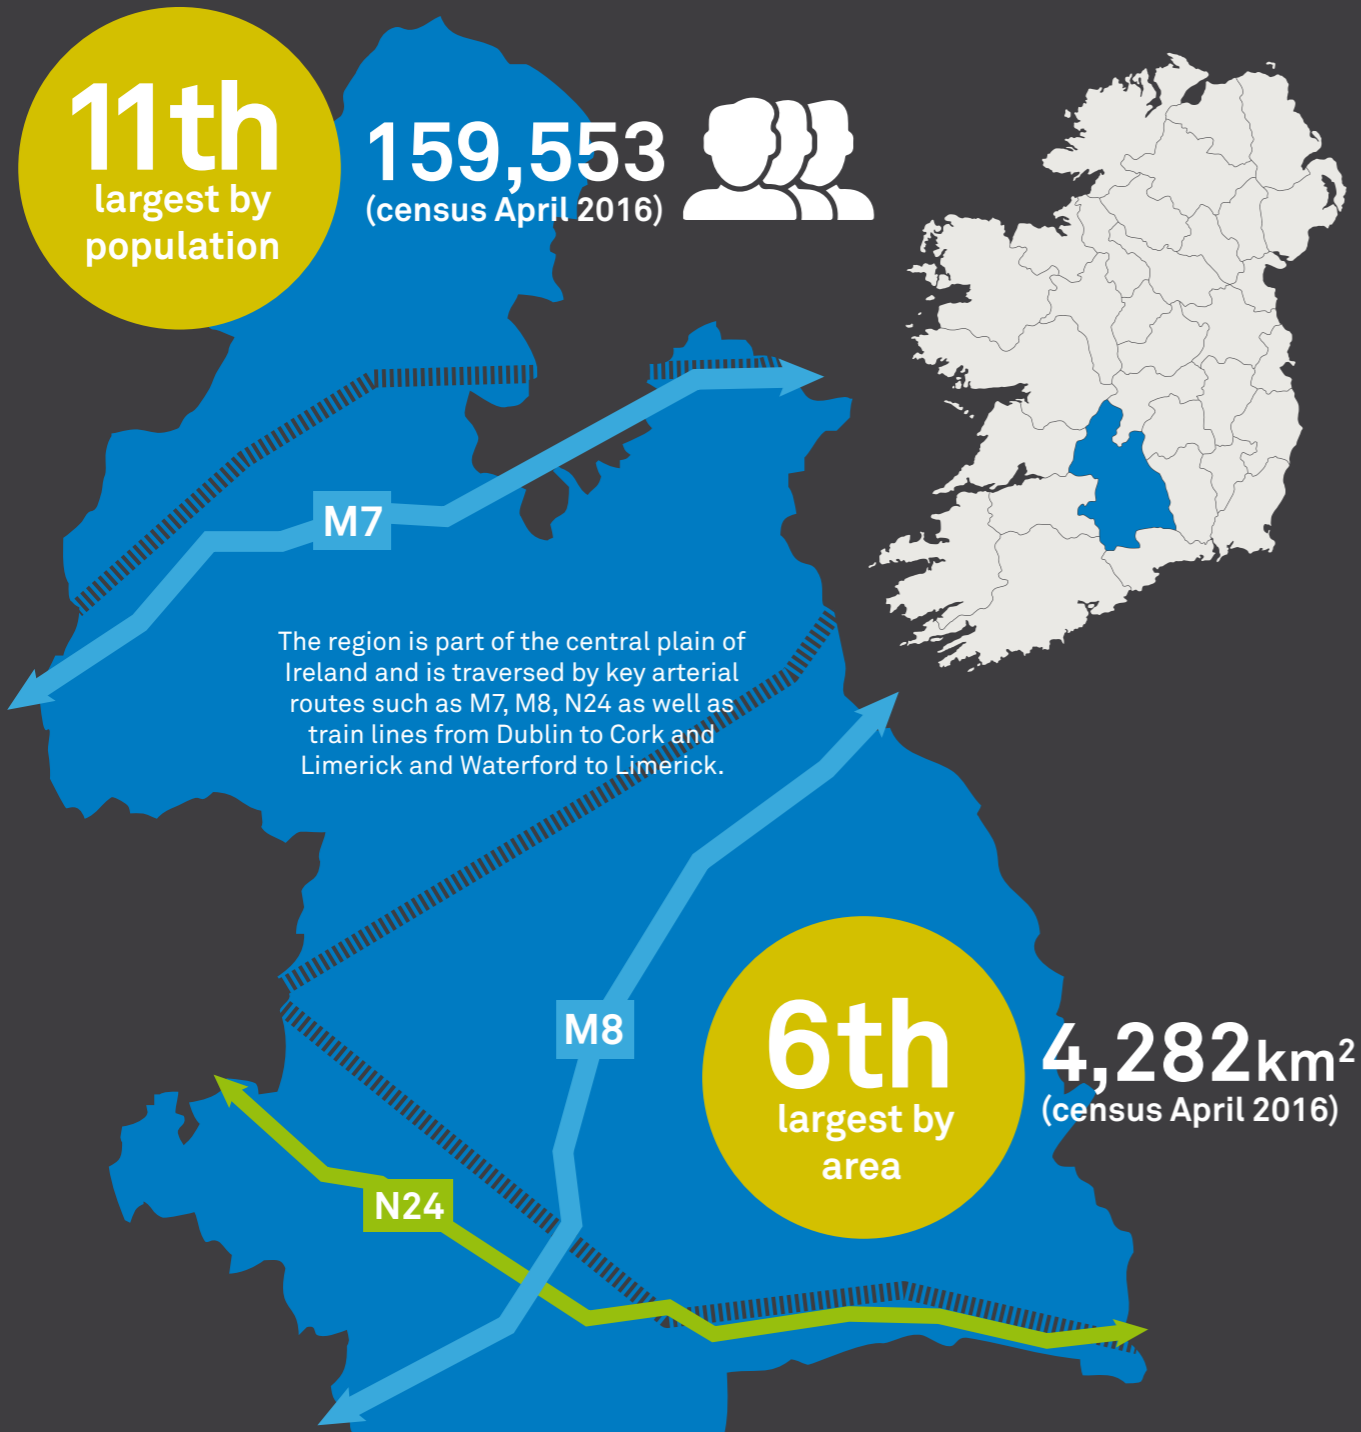 11th
largest by
population
159,553
(census April 2016)
M7
The region is part of the central plain of
Ireland and is traversed by key arterial
routes such as M7, M8, N24 as well as
train lines from Dublin to Cork and
Limerick and Waterford to Limerick.
M8
6th
largest by
area
4,282km²
(census April 2016)
N24